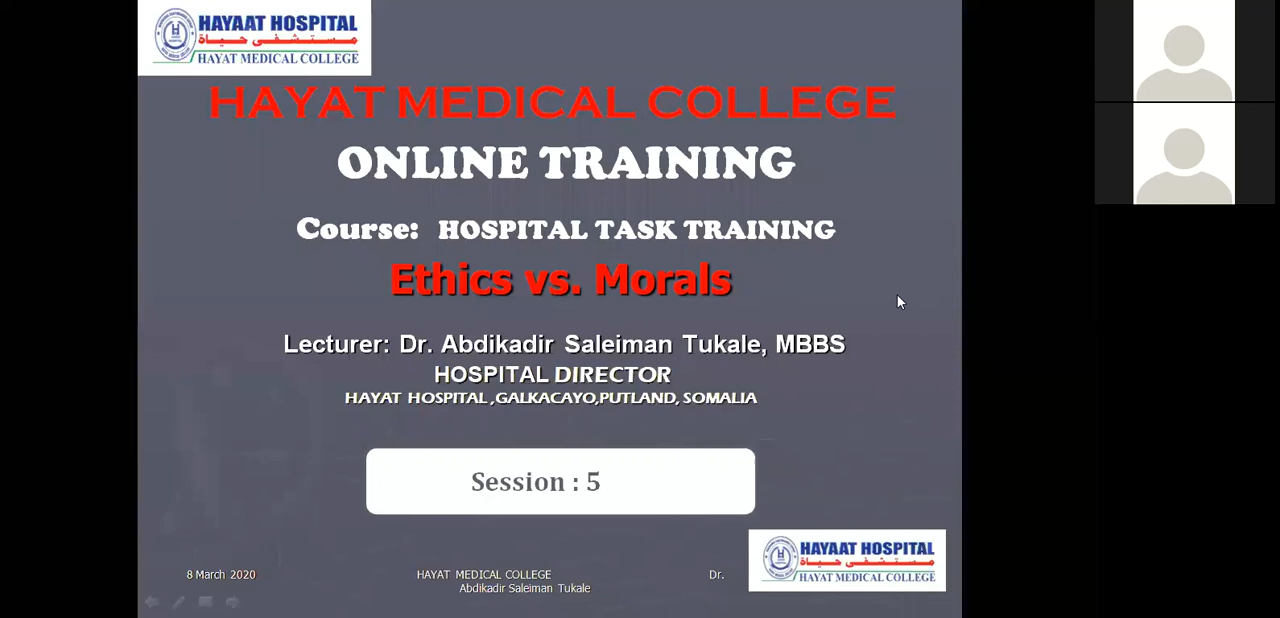 HAYAAT HOSPITAL
مستشفى حياة
HAYAT MEDICAL COLLEGE
HAYAT MEDICAL COLLEGE
ONLINE TRAINING
Course: HOSPITAL TASK TRAINING
Ethics vs. Morals
Lecturer: Dr. Abdikadir Saleiman Tukale, MBBS
HOSPITAL DIRECTOR
HAYAT HOSPITAL ,GALKACAYO,PUTLAND, SOMALIA
Session : 5
HAYAAT HOSPITAL
مستشفى حياة
HAYAT MEDICAL COLLEGE
8 March 2020
HAYAT MEDICAL COLLEGE Dr.
Abdikadir Saleiman Tukale